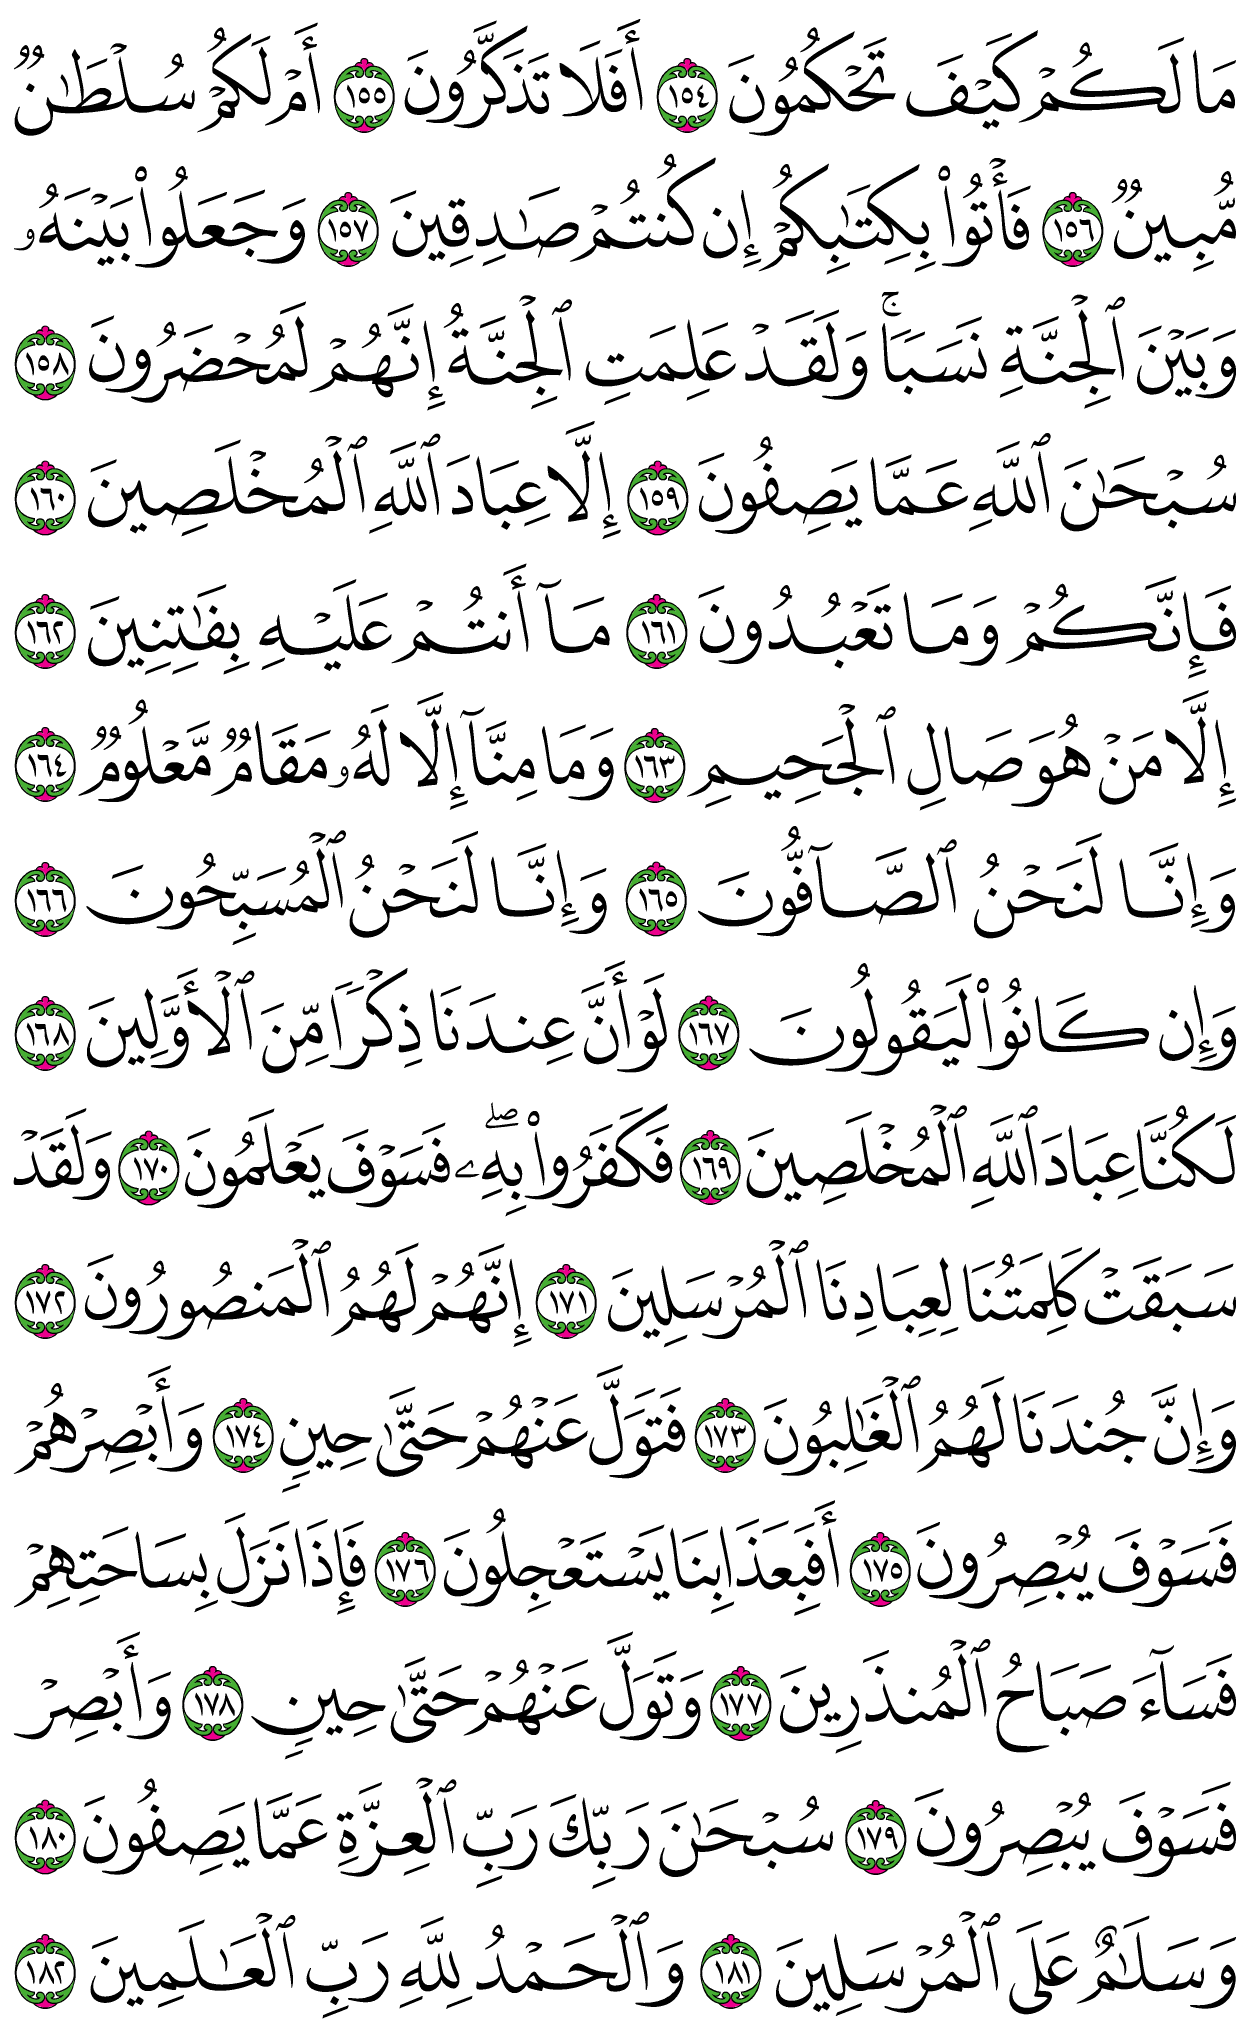 مَا لَكُمۡ كَيۡفَ تَحۡكُمُونَ ١٥٤ أَفَلَا تَذَكَّرُونَ ١٥٥ أَمۡ لَكُمۡ سُلۡطَٰنٞ
مُّبِينٞ ١٥٦ فَأۡتُواْ بِكِتَٰبِكُمۡ إِن كُنتُمۡ صَٰدِقِينَ ١٥٧ وَجَعَلُواْ بَيۡنَهُۥ
وَبَيۡنَ ٱلۡجِنَّةِ نَسَبٗاۚ وَلَقَدۡ عَلِمَتِ ٱلۡجِنَّةُ إِنَّهُمۡ لَمُحۡضَرُونَ ١٥٨
سُبۡحَٰنَ ٱللَّهِ عَمَّا يَصِفُونَ ١٥٩ إِلَّا عِبَادَ ٱللَّهِ ٱلۡمُخۡلَصِينَ ١٦٠
فَإِنَّكُمۡ وَمَا تَعۡبُدُونَ ١٦١ مَآ أَنتُمۡ عَلَيۡهِ بِفَٰتِنِينَ ١٦٢
إِلَّا مَنۡ هُوَ صَالِ ٱلۡجَحِيمِ ١٦٣ وَمَا مِنَّآ إِلَّا لَهُۥ مَقَامٞ مَّعۡلُومٞ ١٦٤
وَإِنَّا لَنَحۡنُ ٱلصَّآفُّونَ ١٦٥ وَإِنَّا لَنَحۡنُ ٱلۡمُسَبِّحُونَ ١٦٦
وَإِن كَانُواْ لَيَقُولُونَ ١٦٧ لَوۡ أَنَّ عِندَنَا ذِكۡرٗا مِّنَ ٱلۡأَوَّلِينَ ١٦٨
لَكُنَّا عِبَادَ ٱللَّهِ ٱلۡمُخۡلَصِينَ ١٦٩ فَكَفَرُواْ بِهِۦۖ فَسَوۡفَ يَعۡلَمُونَ ١٧٠ وَلَقَدۡ
سَبَقَتۡ كَلِمَتُنَا لِعِبَادِنَا ٱلۡمُرۡسَلِينَ ١٧١ إِنَّهُمۡ لَهُمُ ٱلۡمَنصُورُونَ ١٧٢
وَإِنَّ جُندَنَا لَهُمُ ٱلۡغَٰلِبُونَ ١٧٣ فَتَوَلَّ عَنۡهُمۡ حَتَّىٰ حِينٖ ١٧٤ وَأَبۡصِرۡهُمۡ
فَسَوۡفَ يُبۡصِرُونَ ١٧٥ أَفَبِعَذَابِنَا يَسۡتَعۡجِلُونَ ١٧٦ فَإِذَا نَزَلَ بِسَاحَتِهِمۡ
فَسَآءَ صَبَاحُ ٱلۡمُنذَرِينَ ١٧٧ وَتَوَلَّ عَنۡهُمۡ حَتَّىٰ حِينٖ ١٧٨ وَأَبۡصِرۡ
فَسَوۡفَ يُبۡصِرُونَ ١٧٩ سُبۡحَٰنَ رَبِّكَ رَبِّ ٱلۡعِزَّةِ عَمَّا يَصِفُونَ ١٨٠
وَسَلَٰمٌ عَلَى ٱلۡمُرۡسَلِينَ ١٨١ وَٱلۡحَمۡدُ لِلَّهِ رَبِّ ٱلۡعَٰلَمِينَ ١٨٢